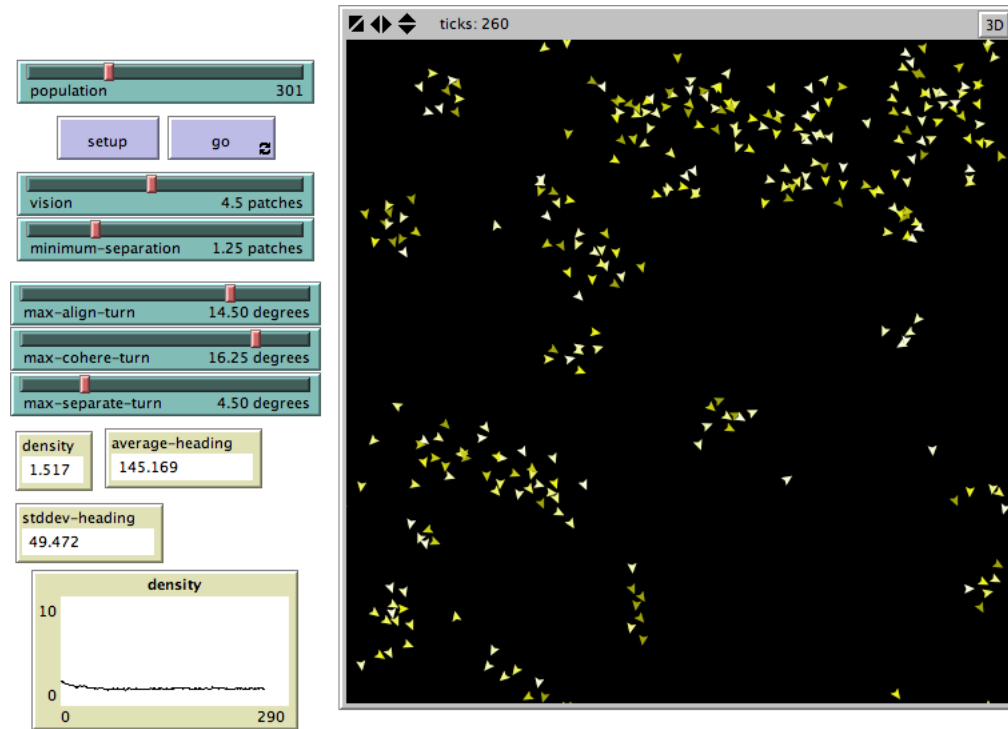 ticks: 260
3D
population 301
setup
go
vision 4.5 patches
minimum-separation 1.25 patches
max-align-turn 14.50 degrees
max-cohere-turn 16.25 degrees
max-separate-turn 4.50 degrees
density
1.517
average-heading
145.169
stddev-heading
49.472
density
10
0
0 290